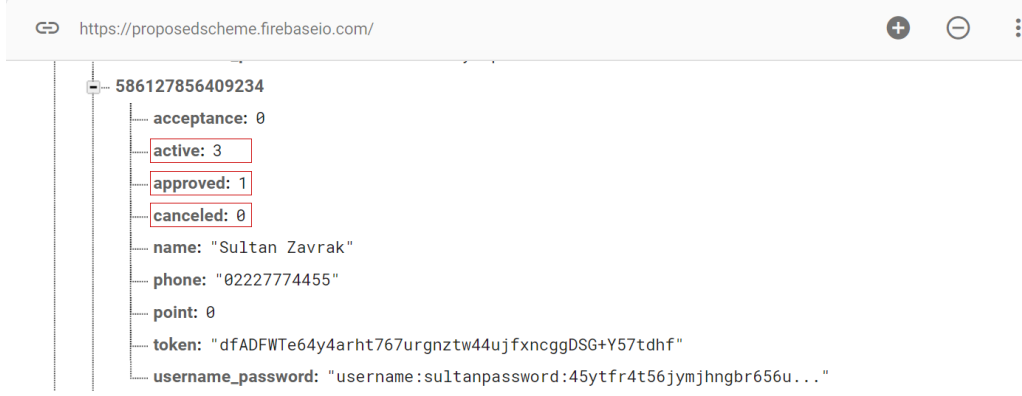 https://proposedscheme.firebaseio.com/
586127856409234
acceptance: 0
active: 3
approved: 1
canceled: 0
name: "Sultan Zavrak"
phone: "02227774455"
point: 0
token: "dfADFWTe64y4arht767urgnztw44ujfxncggDSG+Y57tdhf"
username_password: "username:sultanpassword:45ytfr4t56jymjhngbr656u..."